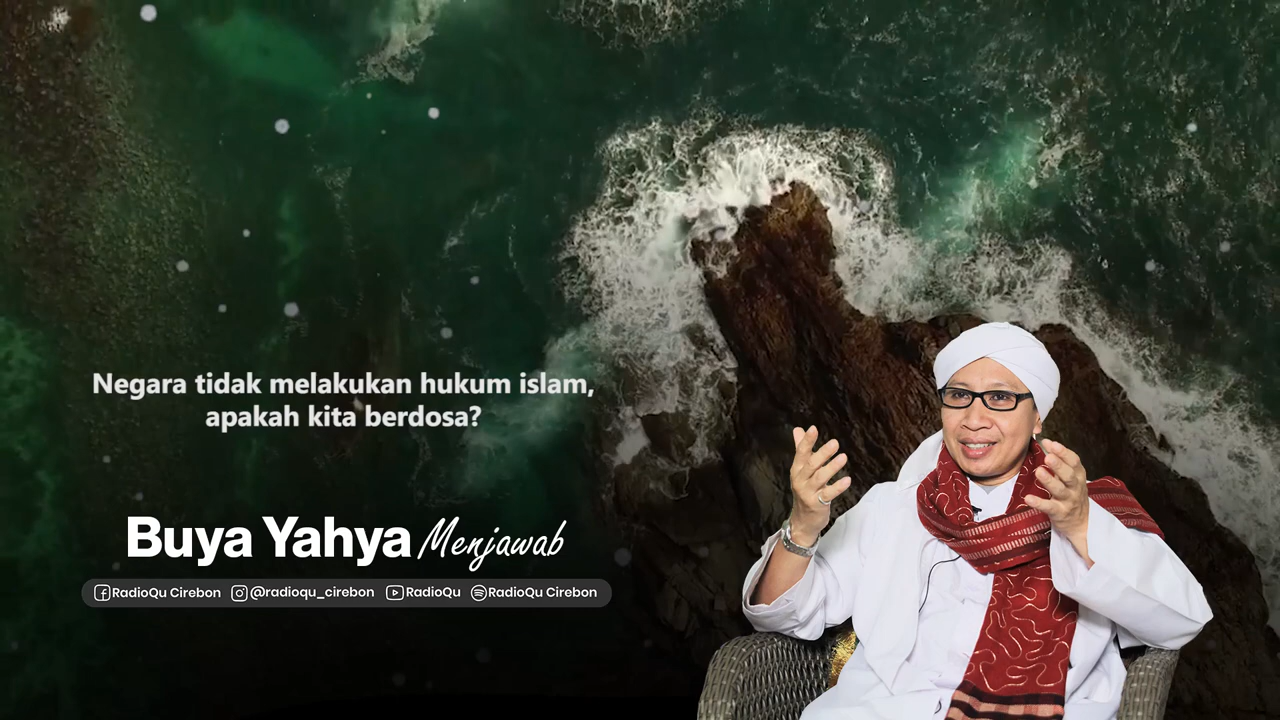 Negara tidak melakukan hukum islam,
apakah kita berdosa?
Buya Yahya Menjawab
RadioQu Cirebon @radioqu_cirebon RadioQu RadioQu Cirebon